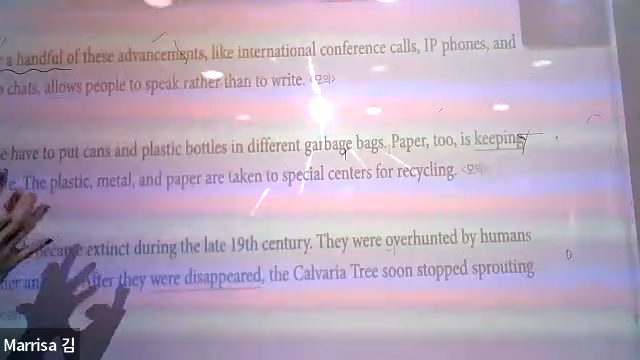 a handful of these advancements, like international conference calls, IP phones, and
chats, allows people to speak rather than to write. <모의>
have to put cans and plastic bottles in different garbage bags. Paper, too, is keeping
The plastic, metal, and paper are taken to special centers for recycling. <모의>
became extinct during the late 19th century. They were overhunted by humans
After they were disappeared, the Calvaria Tree soon stopped sprouting
Marrisa 김